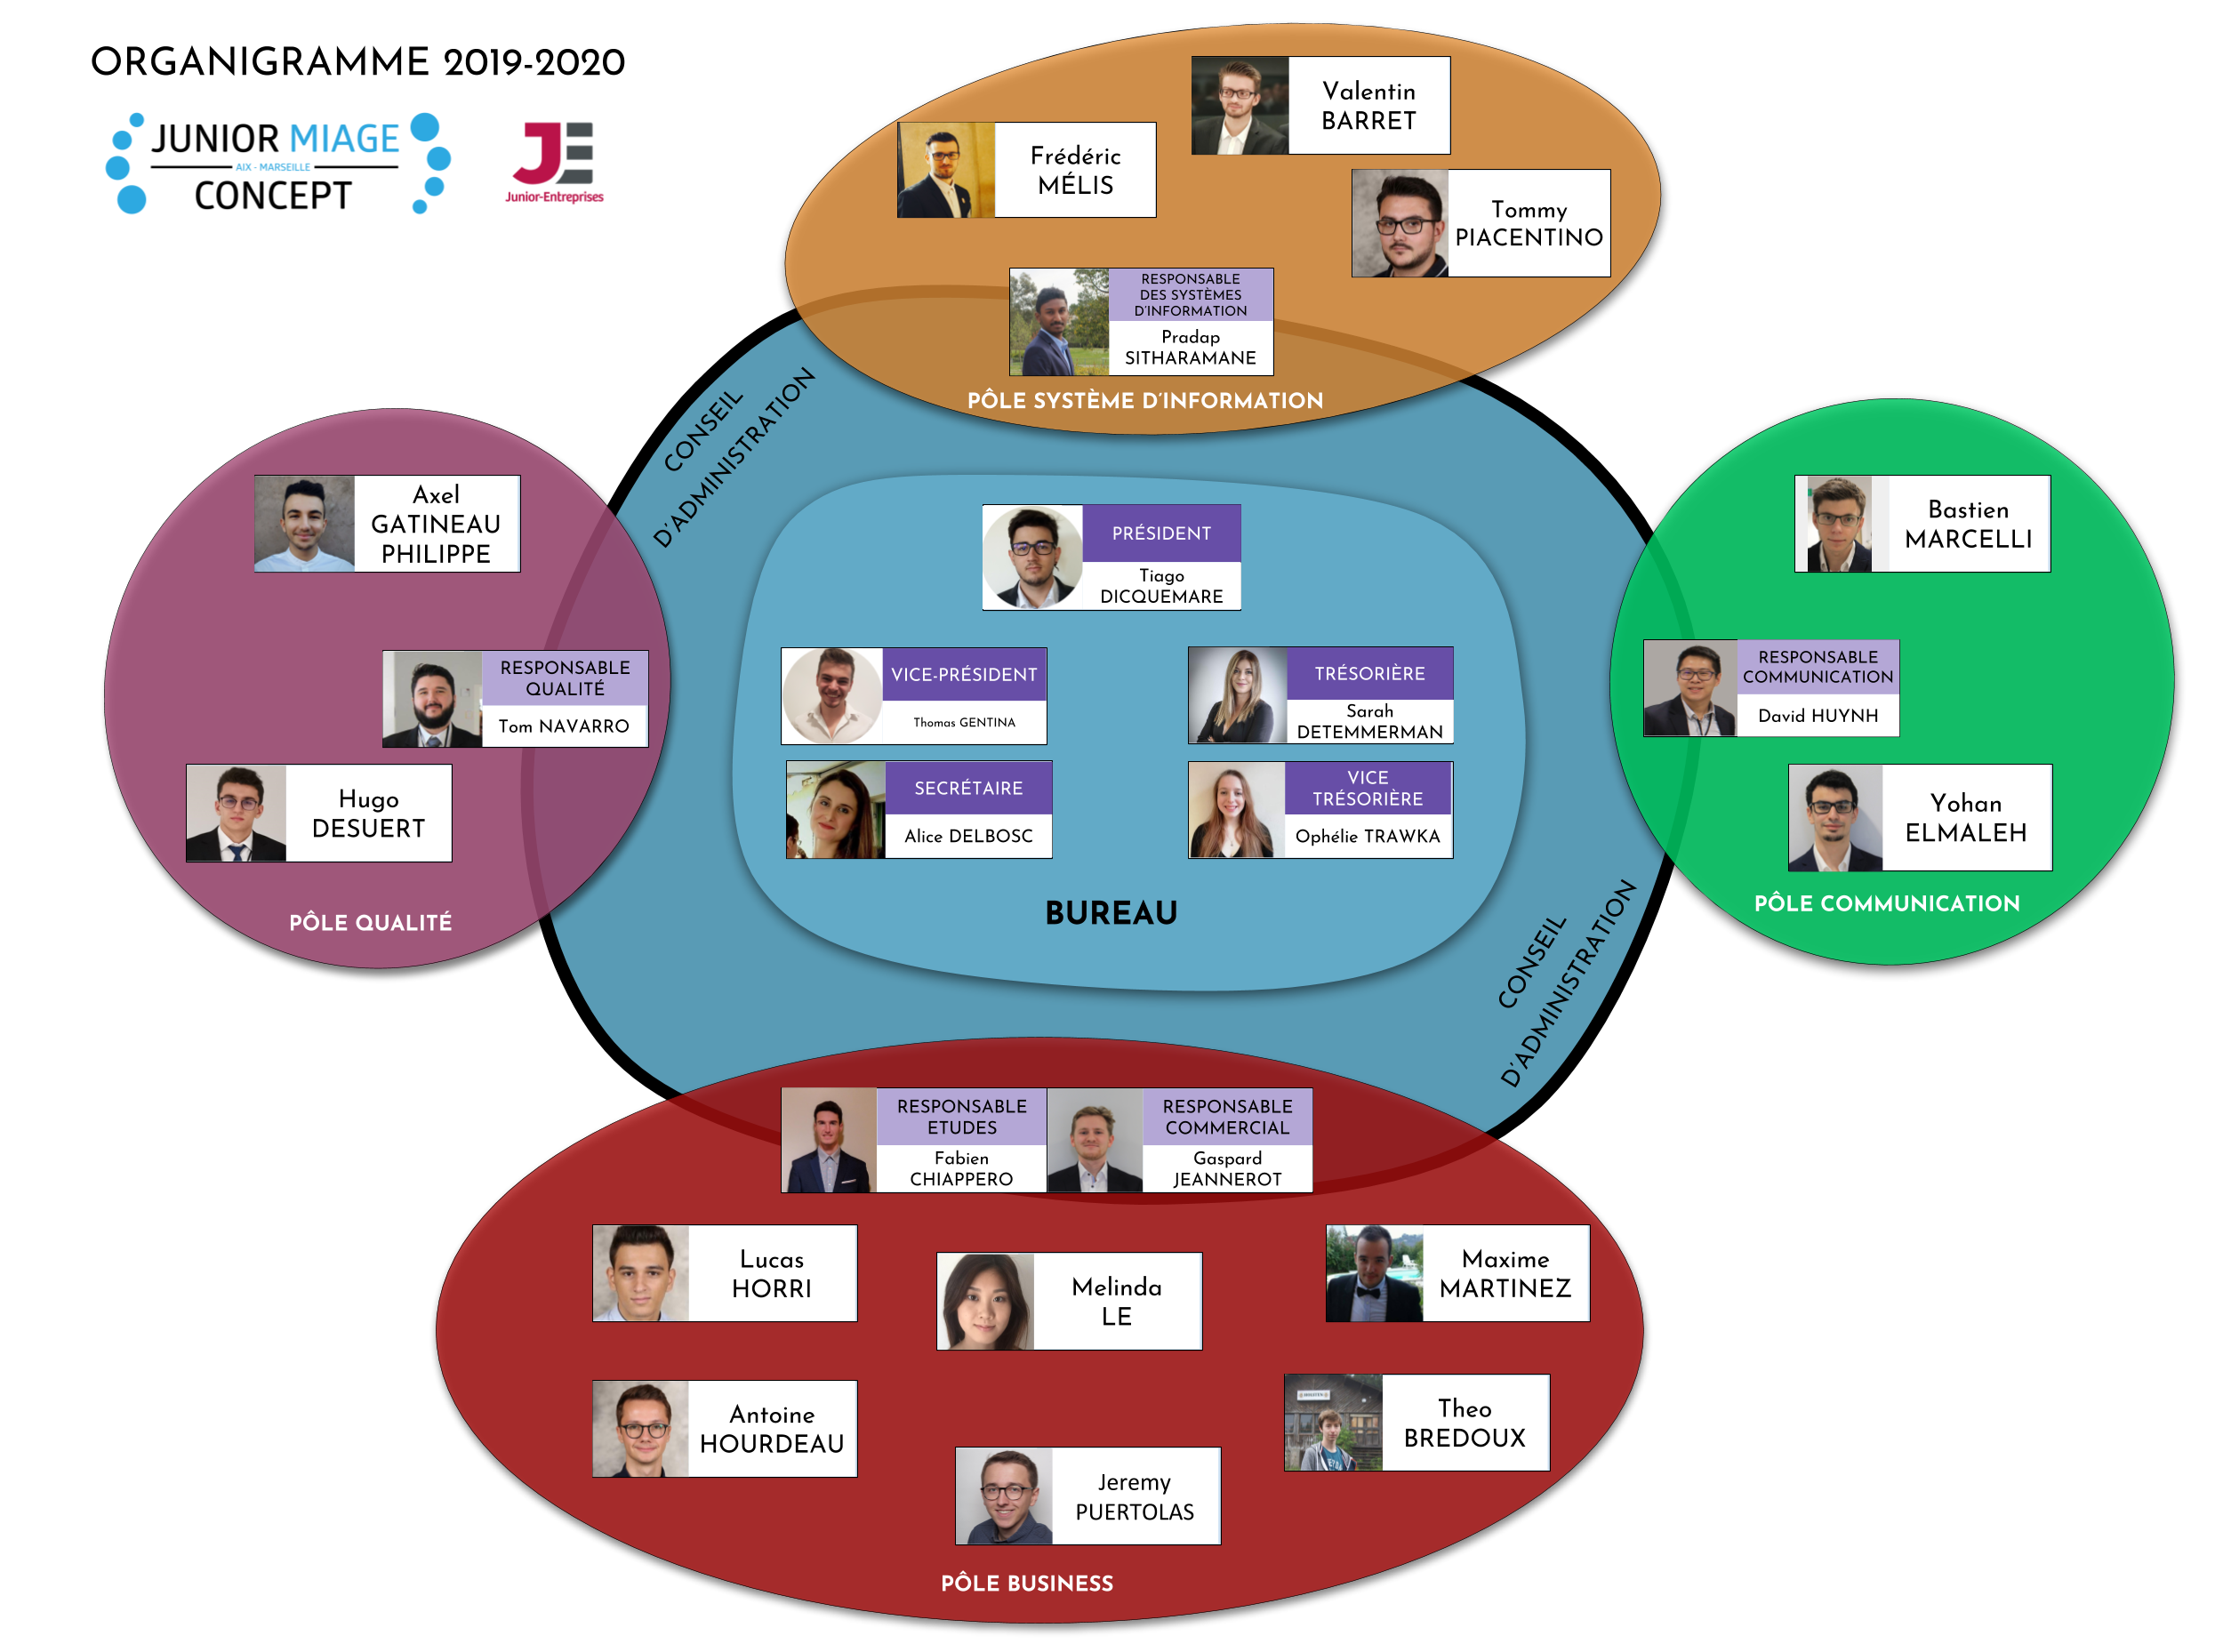 ORGANIGRAMME 2019-2020
JUNIOR MIAGE
AIX - MARSEILLE
CONCEPT
JE
Junior-Entreprises
Valentin
BARRET
Frédéric
MÉLIS
Tommy
PIACENTINO
RESPONSABLE
DES SYSTÈMES
D'INFORMATION
Pradap
SITHARAMANE
PÔLE SYSTÈME D'INFORMATION
CONSEIL
D'ADMINISTRATION
Axel
GATINEAU
PHILIPPE
RESPONSABLE
QUALITÉ
Tom NAVARRO
Hugo
DESUERT
PÔLE QUALITÉ
PRÉSIDENT
Tiago
DICQUEMARE
VICE-PRÉSIDENT
Thomas GENTINA
TRÉSORIÈRE
Sarah
DETEMMERMAN
SECRÉTAIRE
Alice DELBOSC
VICE
TRÉSORIÈRE
Ophélie TRAWKA
BUREAU
Bastien
MARCELLI
RESPONSABLE
COMMUNICATION
David HUYNH
Yohan
ELMALEH
PÔLE COMMUNICATION
CONSEIL
D'ADMINISTRATION
RESPONSABLE
ETUDES
Fabien
CHIAPPERO
RESPONSABLE
COMMERCIAL
Gaspard
JEANNEROT
Lucas
HORRI
Melinda
LE
Maxime
MARTINEZ
Antoine
HOURDEAU
Theo
BREDOUX
Jeremy
PUERTOLAS
PÔLE BUSINESS